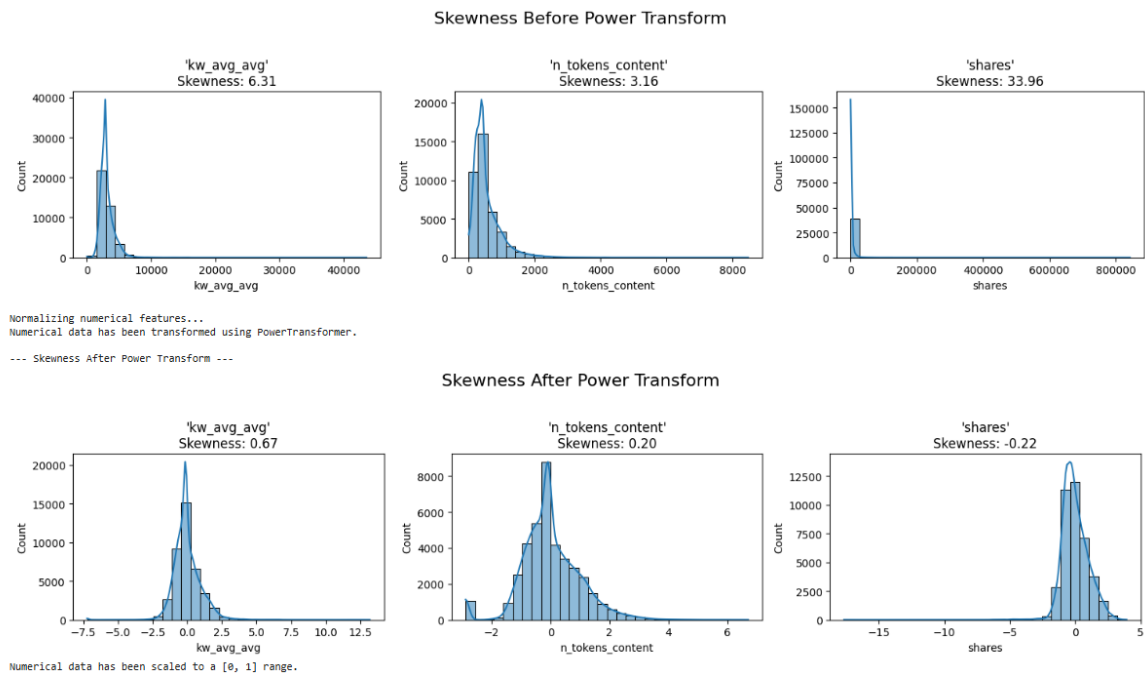 Skewness Before Power Transform
'kw_avg_avg'
Skewness: 6.31
'n_tokens_content'
Skewness: 3.16
'shares'
Skewness: 33.96
40000
30000
20000
10000
0
Count
0 10000 20000 30000 40000
kw_avg_avg
20000
15000
10000
5000
0
Count
0 2000 4000 6000 8000
n_tokens_content
150000
125000
100000
75000
50000
25000
0
Count
0 200000 400000 600000 800000
shares
Normalizing numerical features...
Numerical data has been transformed using PowerTransformer.
--- Skewness After Power Transform ---
Skewness After Power Transform
'kw_avg_avg'
Skewness: 0.67
'n_tokens_content'
Skewness: 0.20
'shares'
Skewness: -0.22
20000
15000
10000
5000
0
Count
−7.5 −5.0 −2.5 0.0 2.5 5.0 7.5 10.0 12.5
kw_avg_avg
8000
6000
4000
2000
0
Count
−2 0 2 4 6
n_tokens_content
12500
10000
7500
5000
2500
0
Count
−15 −10 −5 0 5
shares
Numerical data has been scaled to a [0, 1] range.